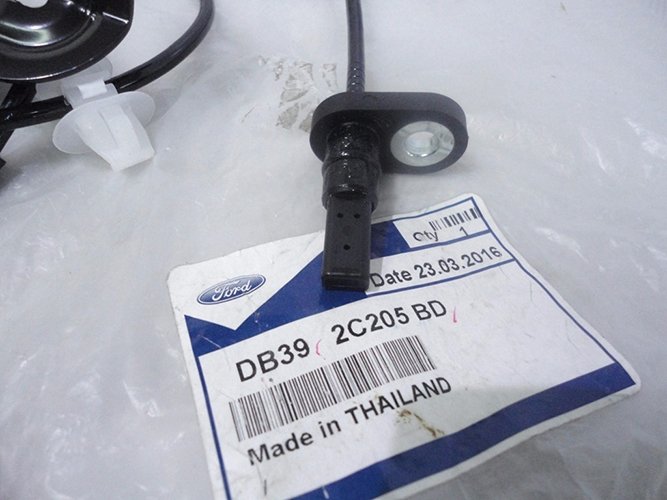 Qty 1
Date 23.03.2016
Ford
DB39 2C205 BD
Made in THAILAND